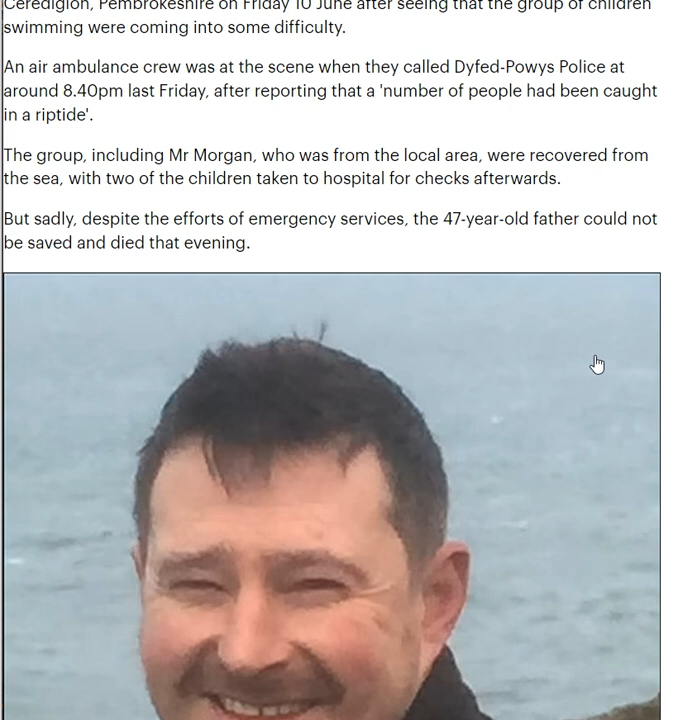 Ceredigion, Pembrokeshire on Friday 10 June after seeing that the group of children
swimming were coming into some difficulty.
An air ambulance crew was at the scene when they called Dyfed-Powys Police at
around 8.40pm last Friday, after reporting that a 'number of people had been caught
in a riptide'.
The group, including Mr Morgan, who was from the local area, were recovered from
the sea, with two of the children taken to hospital for checks afterwards.
But sadly, despite the efforts of emergency services, the 47-year-old father could not
be saved and died that evening.